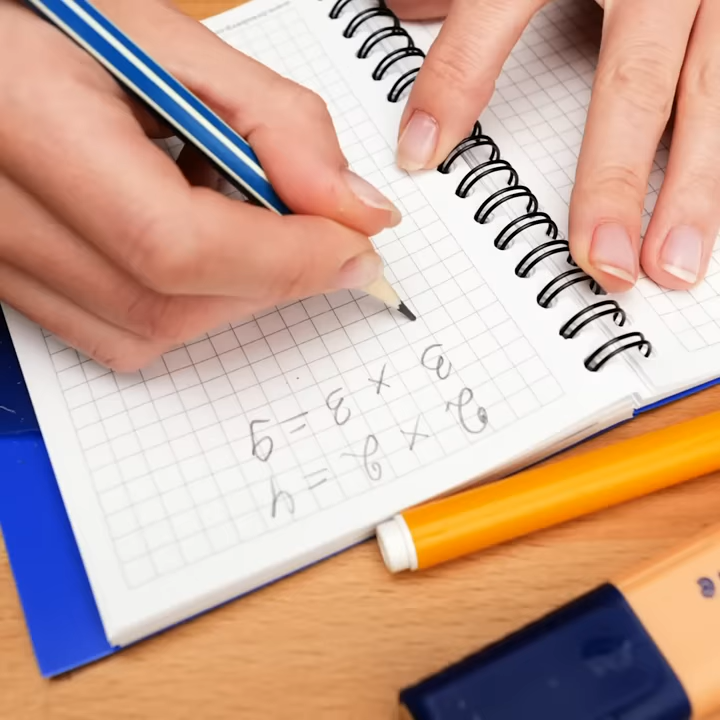 2 × 2 = 4
3 × 3 = 9